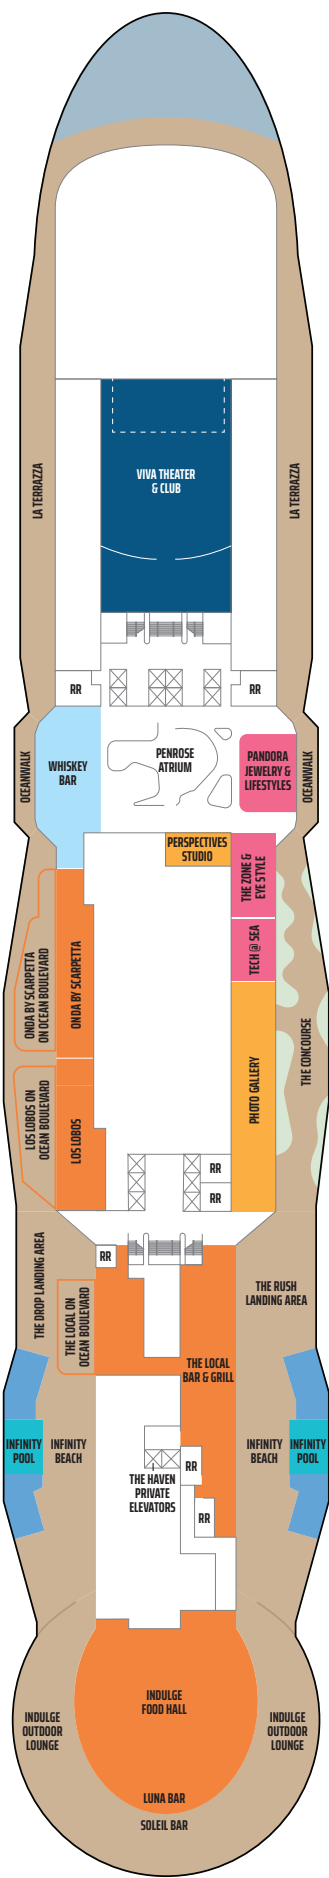 VIVA THEATER
& CLUB
LA TERRAZZA
LA TERRAZZA
RR
RR
OCEANWALK
WHISKEY
BAR
PENROSE
ATRIUM
PANDORA
JEWELRY &
LIFESTYLES
OCEANWALK
PERSPECTIVES
STUDIO
THE ZONE &
EYE STYLE
ONDA BY SCARPETTA
ON OCEAN BOULEVARD
ONDA BY SCARPETTA
TECH @ SEA
THE CONCOURSE
LOS LOBOS ON
OCEAN BOULEVARD
LOS LOBOS
PHOTO GALLERY
RR
RR
THE DROP LANDING AREA
RR
THE RUSH
LANDING AREA
THE LOCAL ON
OCEAN BOULEVARD
THE LOCAL
BAR & GRILL
INFINITY
POOL
INFINITY
BEACH
INFINITY
BEACH
INFINITY
POOL
RR
THE HAVEN
PRIVATE
ELEVATORS
RR
INDULGE
OUTDOOR
LOUNGE
INDULGE
FOOD HALL
INDULGE
OUTDOOR
LOUNGE
LUNA BAR
SOLEIL BAR